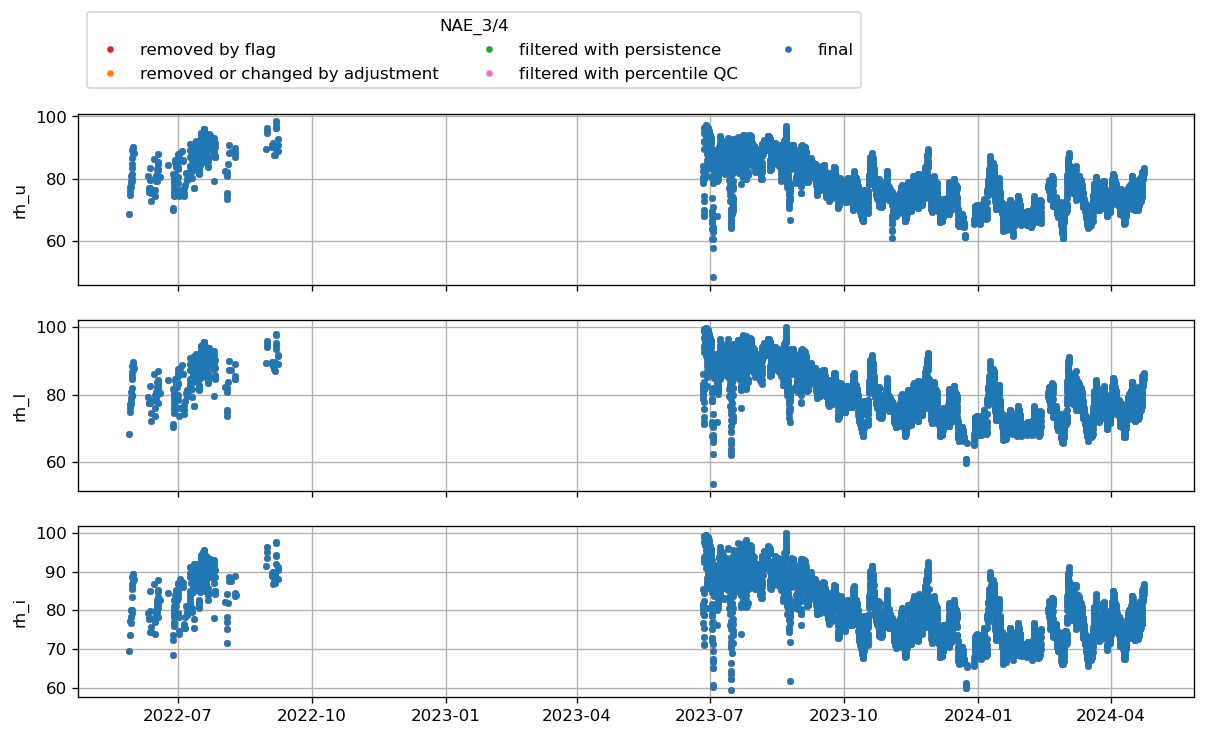 NAE_3/4
removed by flag
filtered with persistence
final
removed or changed by adjustment
filtered with percentile QC
100
80
60
rh_u
100
80
60
rh_l
100
90
80
70
60
rh_i
2022-07
2022-10
2023-01
2023-04
2023-07
2023-10
2024-01
2024-04